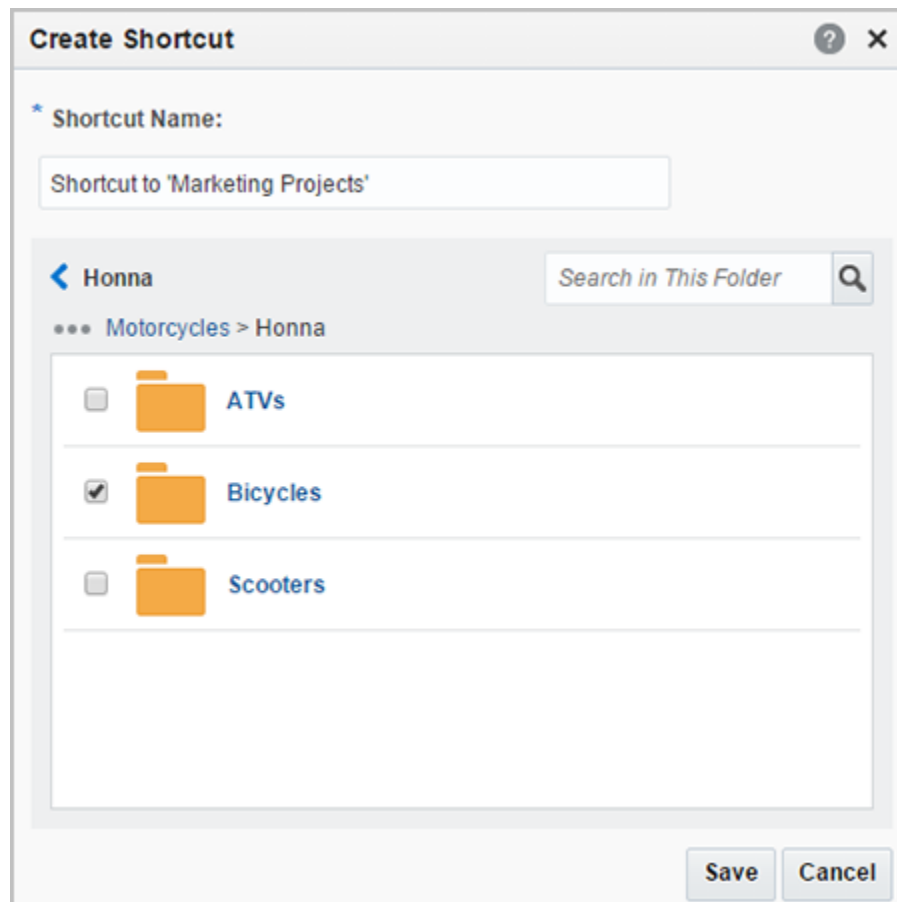 Create Shortcut
* Shortcut Name:
Shortcut to 'Marketing Projects'
Honna
Search in This Folder
Motorcycles > Honna
ATVs
Bicycles
Scooters
Save Cancel